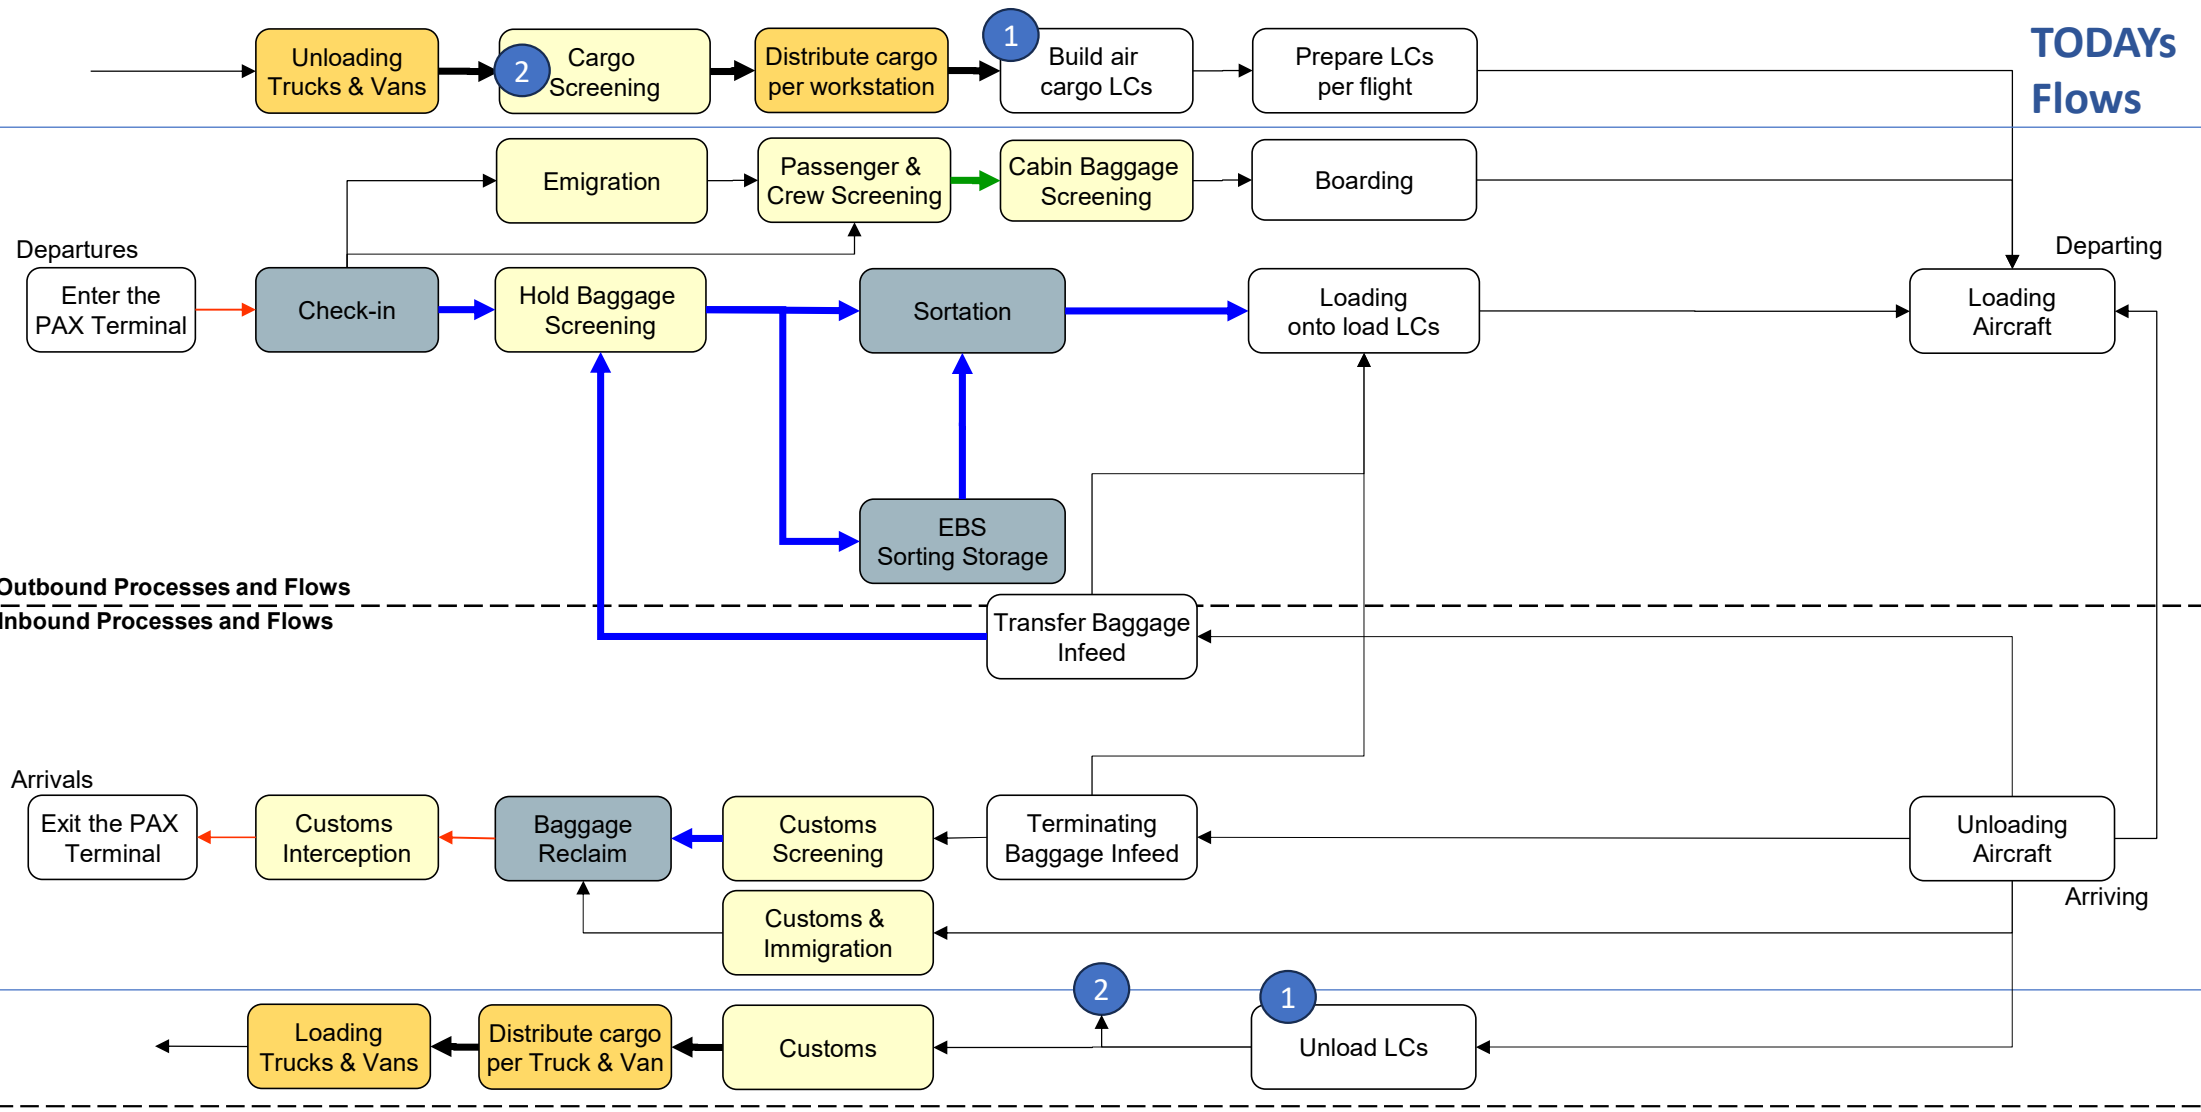 TODAYs
Flows
Unloading
Trucks & Vans
2
Cargo
Screening
Distribute cargo
per workstation
1
Build air
cargo LCs
Prepare LCs
per flight
Emigration
Passenger &
Crew Screening
Cabin Baggage
Screening
Boarding
Departures
Departing
Enter the
PAX Terminal
Check-in
Hold Baggage
Screening
Sortation
Loading
onto load LCs
Loading
Aircraft
EBS
Sorting Storage
Outbound Processes and Flows
Inbound Processes and Flows
Transfer Baggage
Infeed
Arrivals
Exit the PAX
Terminal
Customs
Interception
Baggage
Reclaim
Customs
Screening
Terminating
Baggage Infeed
Unloading
Aircraft
Arriving
Customs &
Immigration
2
1
Loading
Trucks & Vans
Distribute cargo
per Truck & Van
Customs
Unload LCs